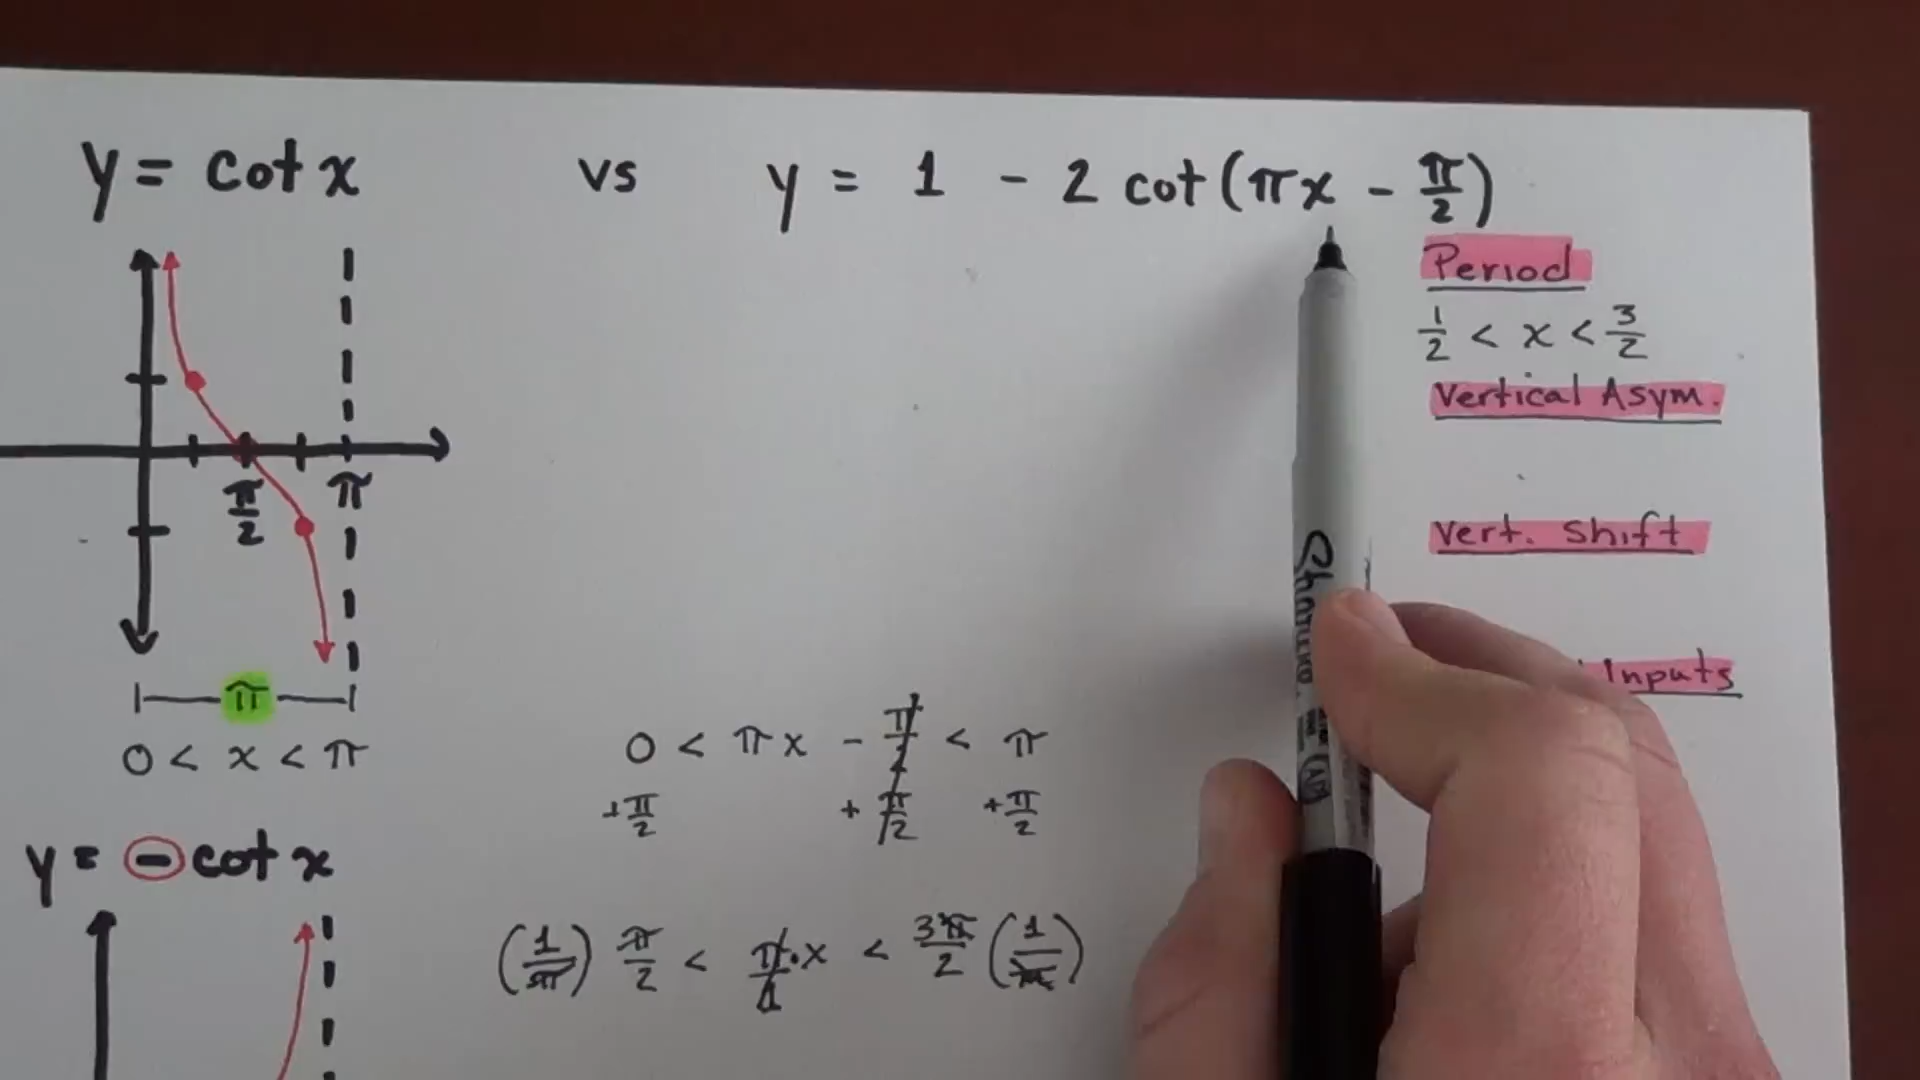 y = cot x vs y = 1 - 2 cot(πx - π/2)
Period
1/2 < x < 3/2
Vertical Asym.
π/2 π
Vert. Shift
Inputs
π
0 < x < π
0 < πx - π/2 < π
+π/2 +π/2 +π/2
y = -cot x
(1/π) π/2 < π/1·x < 3π/2 (1/π)
Sharpie